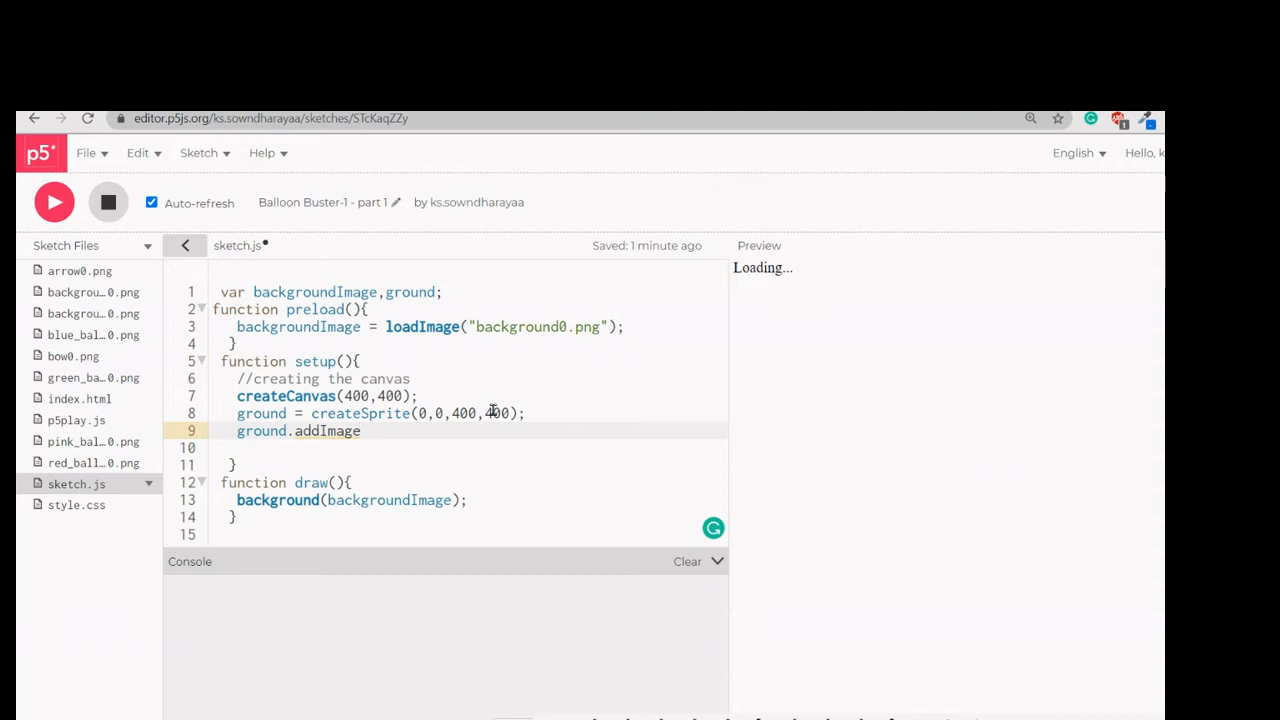 editor.p5js.org/ks.sowndharayaa/sketches/STcKaqZZy
p5* File Edit Sketch Help English Hello, k
Auto-refresh Balloon Buster-1 - part 1 by ks.sowndharayaa
Sketch Files sketch.js Saved: 1 minute ago Preview
Loading...
arrow0.png
backgrou…0.png
backgrou…0.png
blue_bal…0.png
bow0.png
green_ba…0.png
index.html
p5play.js
pink_bal…0.png
red_ball…0.png
sketch.js
style.css
1 var backgroundImage,ground;
2 function preload(){
3 backgroundImage = loadImage("background0.png");
4 }
5 function setup(){
6 //creating the canvas
7 createCanvas(400,400);
8 ground = createSprite(0,0,400,400);
9 ground.addImage
10
11 }
12 function draw(){
13 background(backgroundImage);
14 }
15
Console Clear